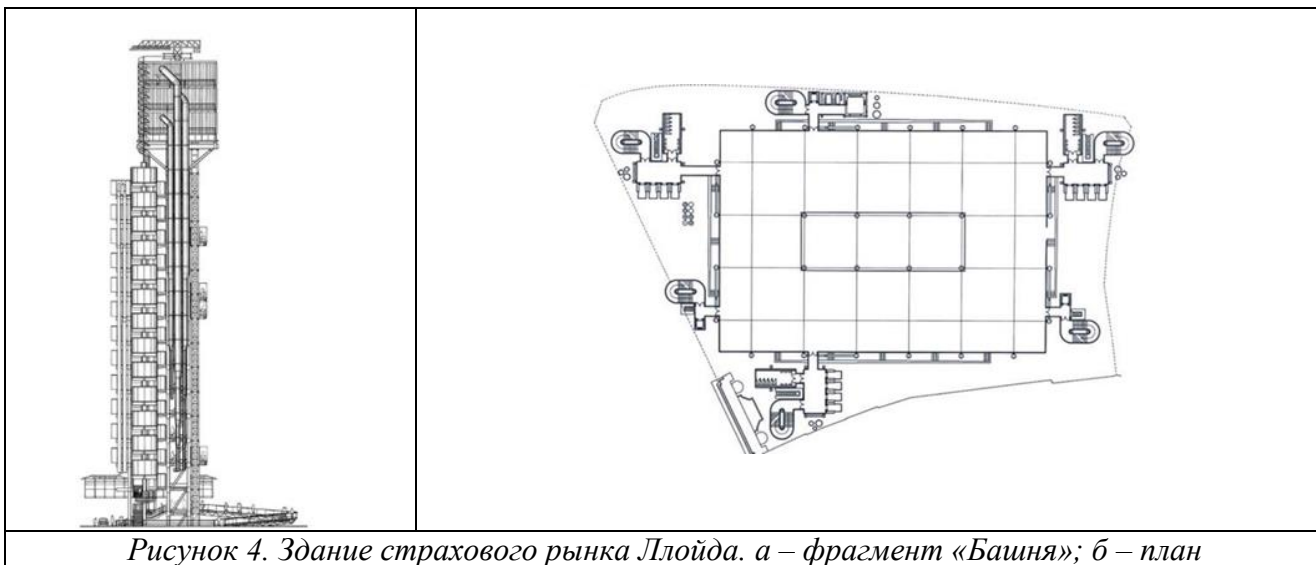 Рисунок 4. Здание страхового рынка Ллойда. а – фрагмент «Башня»; б – план